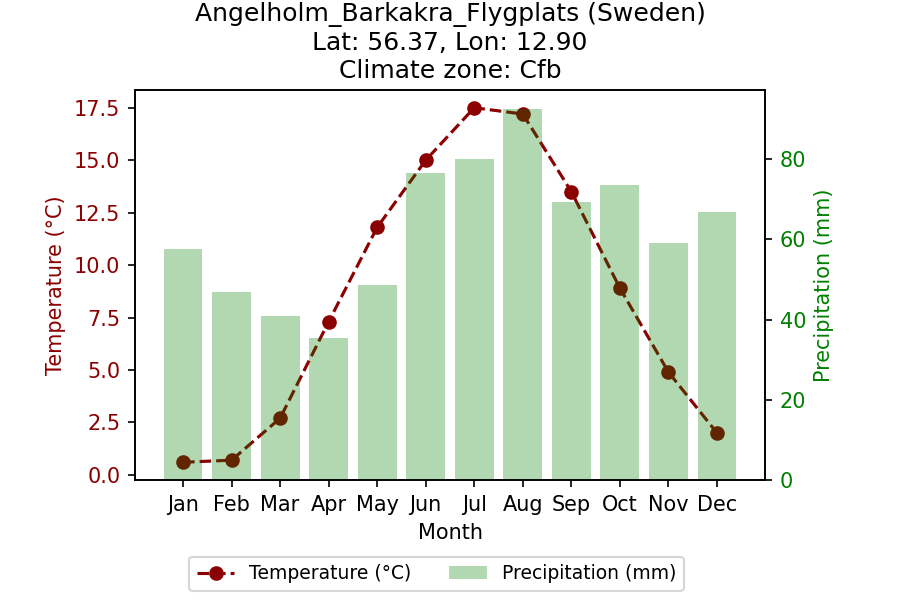 Angelholm_Barkakra_Flygplats (Sweden)
Lat: 56.37, Lon: 12.90
Climate zone: Cfb
17.5
15.0
12.5
10.0
7.5
5.0
2.5
0.0
Temperature (°C)
80
60
40
20
0
Precipitation (mm)
Jan Feb Mar Apr May Jun Jul Aug Sep Oct Nov Dec
Month
Temperature (°C) Precipitation (mm)